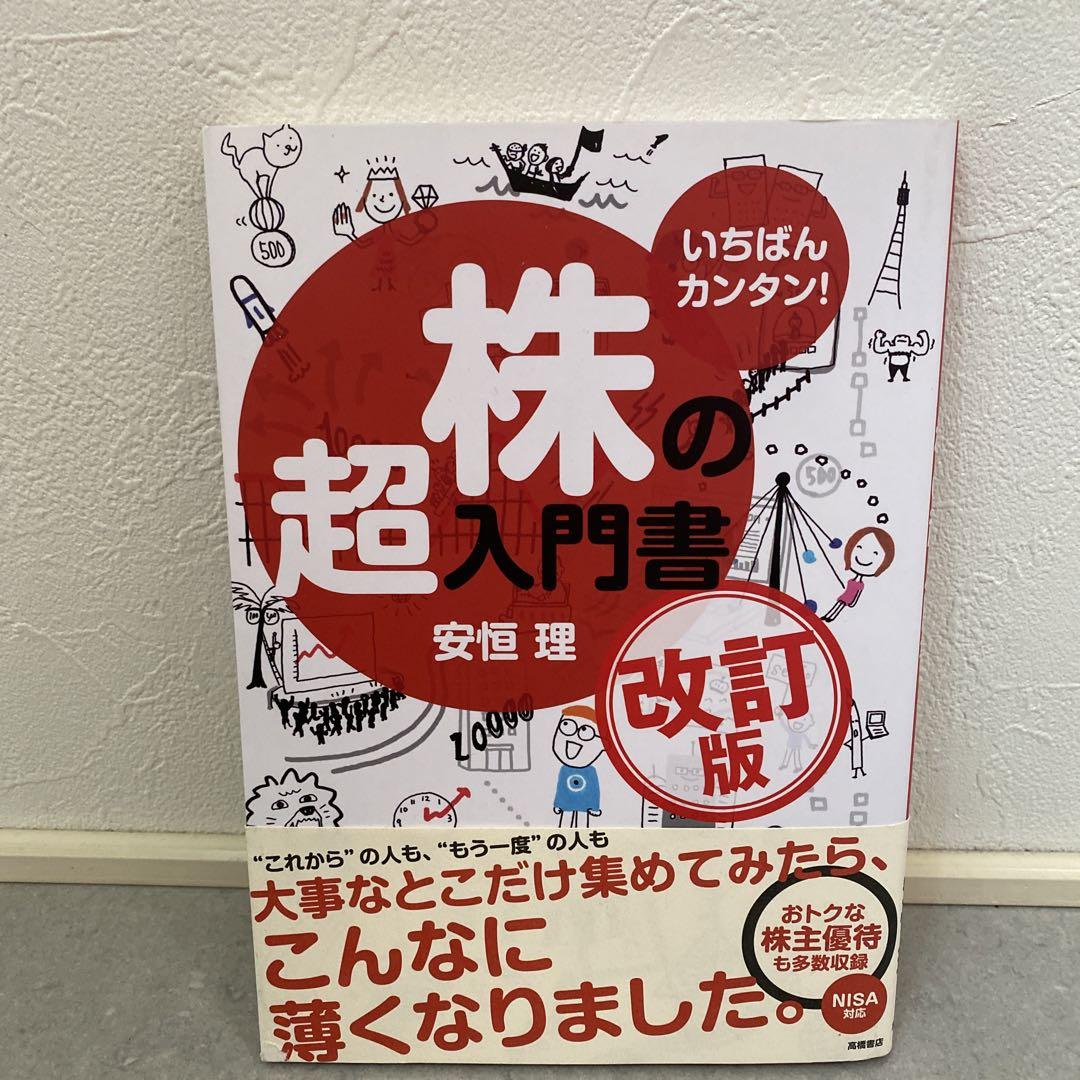 いちばん
カンタン!
株の
超入門書
安恒 理
改訂
版
500
500
10000
“これから”の人も、“もう一度”の人も
大事なとこだけ集めてみたら、
こんなに
薄くなりました。
おトクな
株主優待
も多数収録
NISA
対応
高橋書店